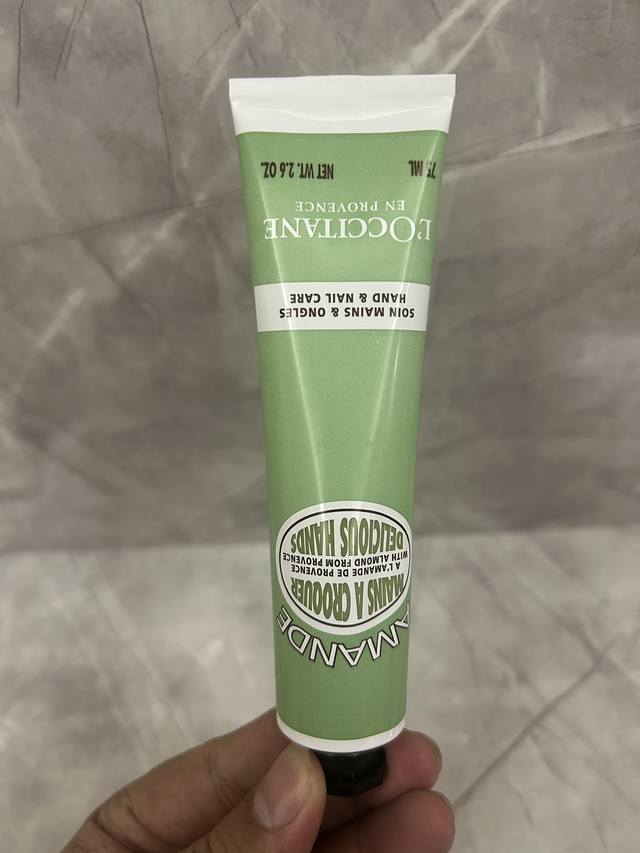 AMANDE
MAINS A CROQUER
A L'AMANDE DE PROVENCE
WITH ALMOND FROM PROVENCE
DELICIOUS HANDS
SOIN MAINS & ONGLES
HAND & NAIL CARE
L'OCCITANE
EN PROVENCE
75 ML NET WT. 2.6 OZ.